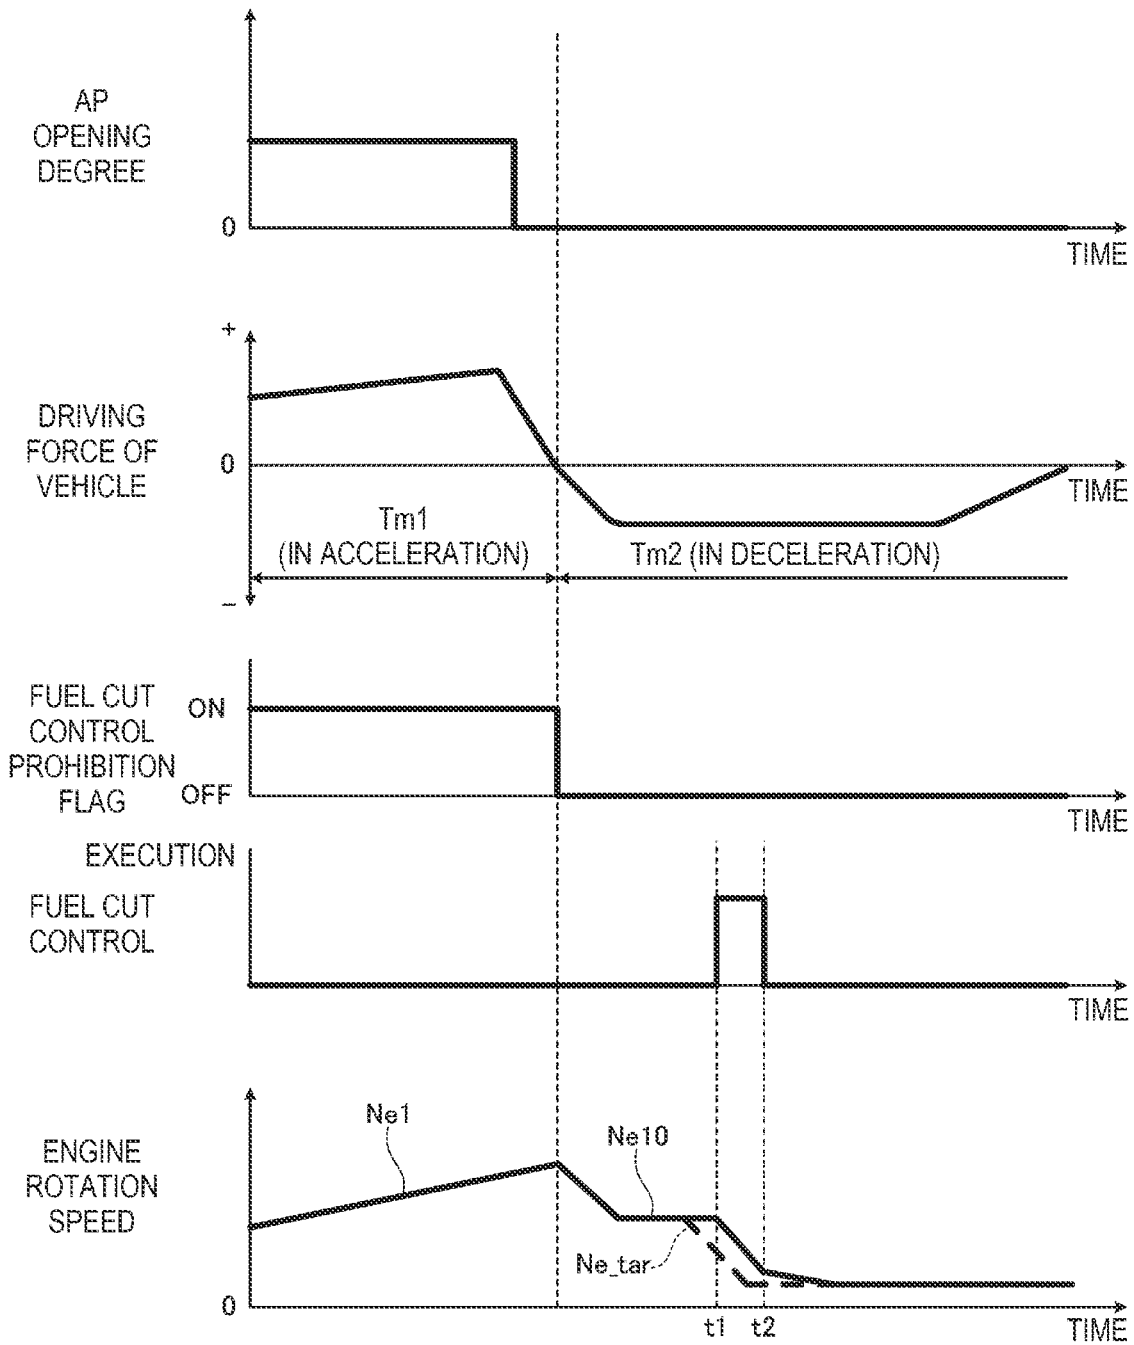 AP
OPENING
DEGREE
0
TIME
+
DRIVING
FORCE OF
VEHICLE
0
TIME
Tm1
(IN ACCELERATION)
Tm2 (IN DECELERATION)
−
FUEL CUT
CONTROL
PROHIBITION
FLAG
ON
OFF
TIME
EXECUTION
FUEL CUT
CONTROL
TIME
ENGINE
ROTATION
SPEED
Ne1
Ne10
Ne_tar
0
t1
t2
TIME